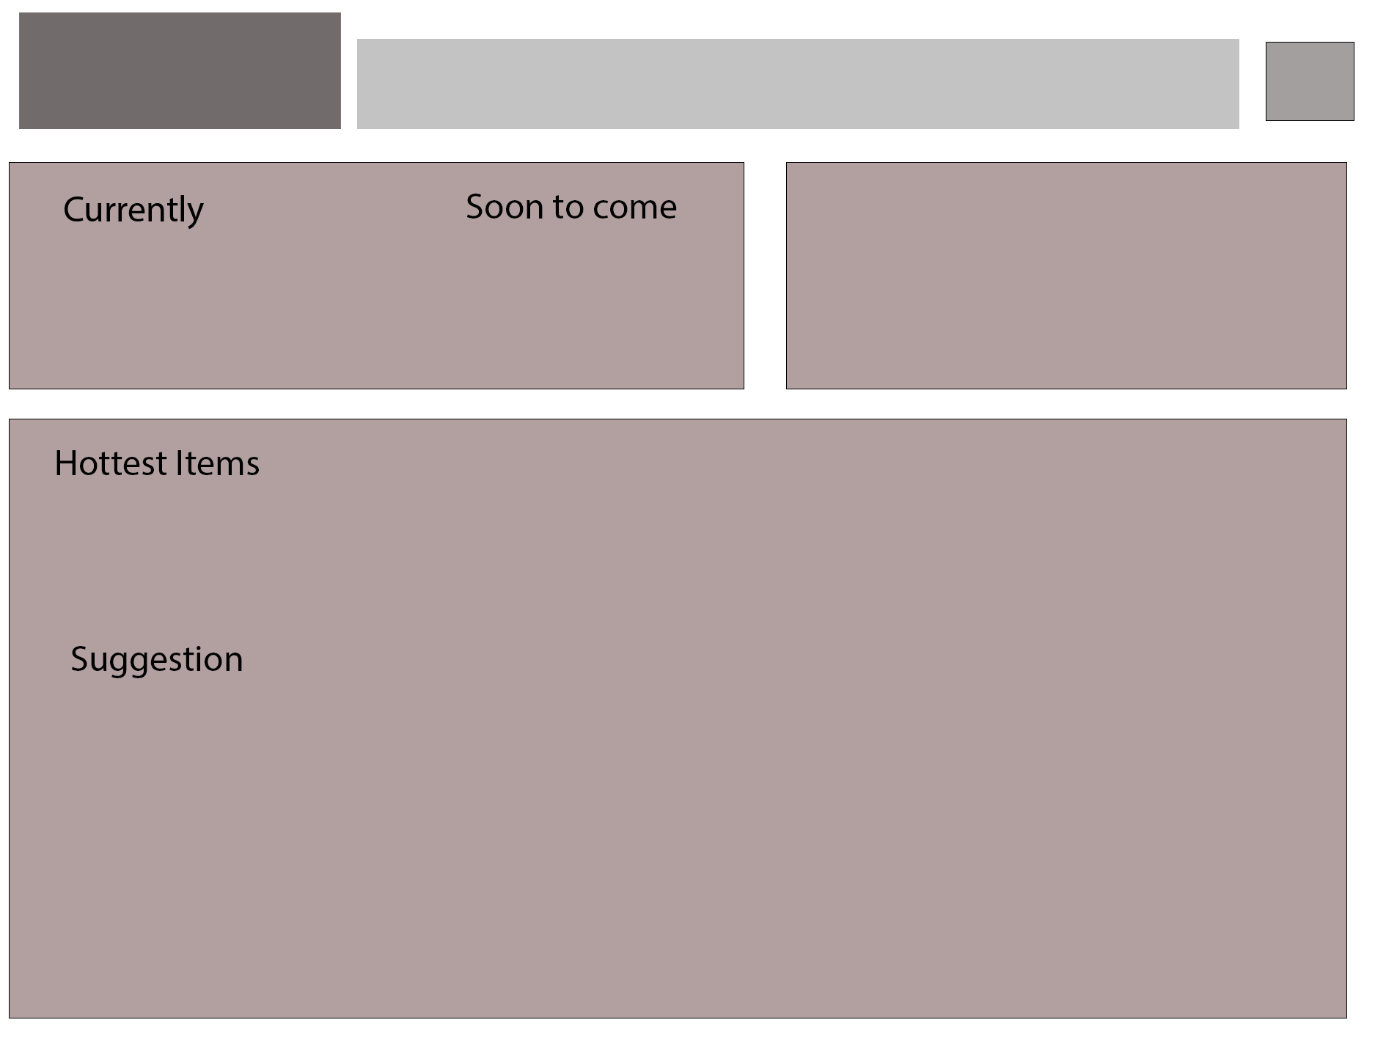 Currently
Soon to come
Hottest Items
Suggestion